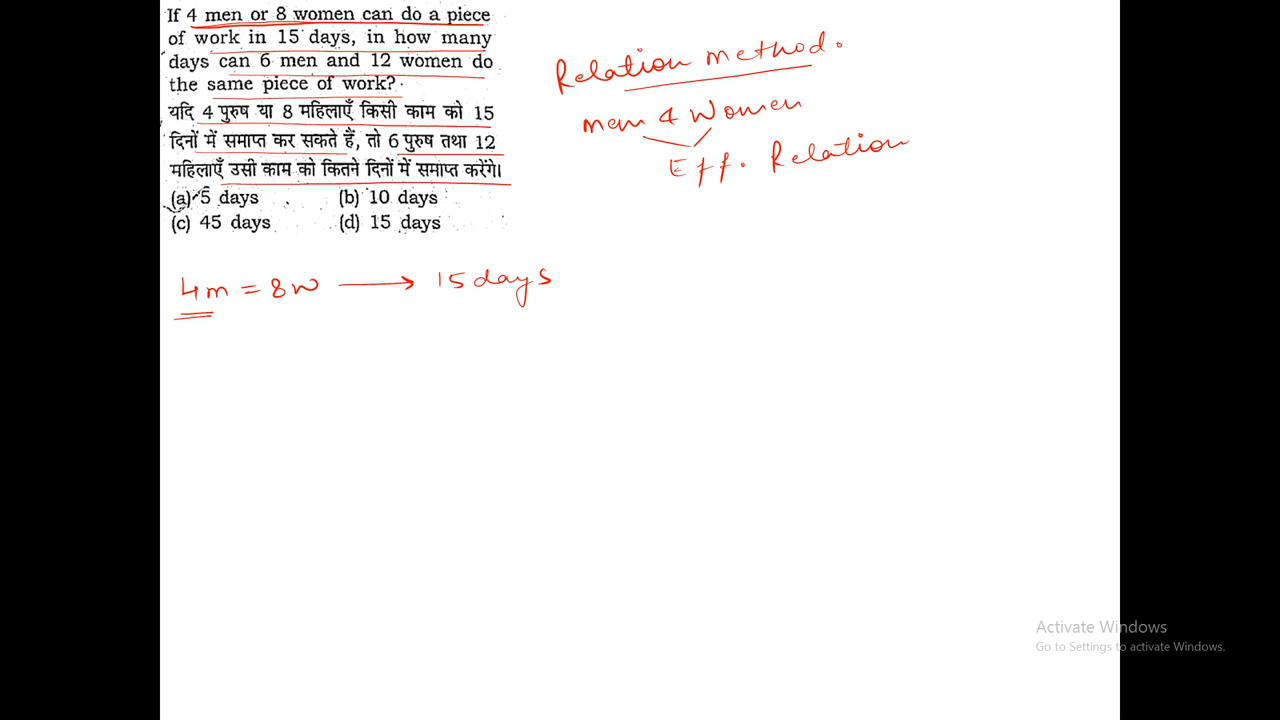 If 4 men or 8 women can do a piece
of work in 15 days, in how many
days can 6 men and 12 women do
the same piece of work?
यदि 4 पुरुष या 8 महिलाएँ किसी काम को 15
दिनों में समाप्त कर सकते हैं, तो 6 पुरुष तथा 12
महिलाएँ उसी काम को कितने दिनों में समाप्त करेंगे।
(a) 5 days (b) 10 days
(c) 45 days (d) 15 days
Relation method.
men & Women
Eff. Relation
4m = 8w → 15 days
Activate Windows
Go to Settings to activate Windows.